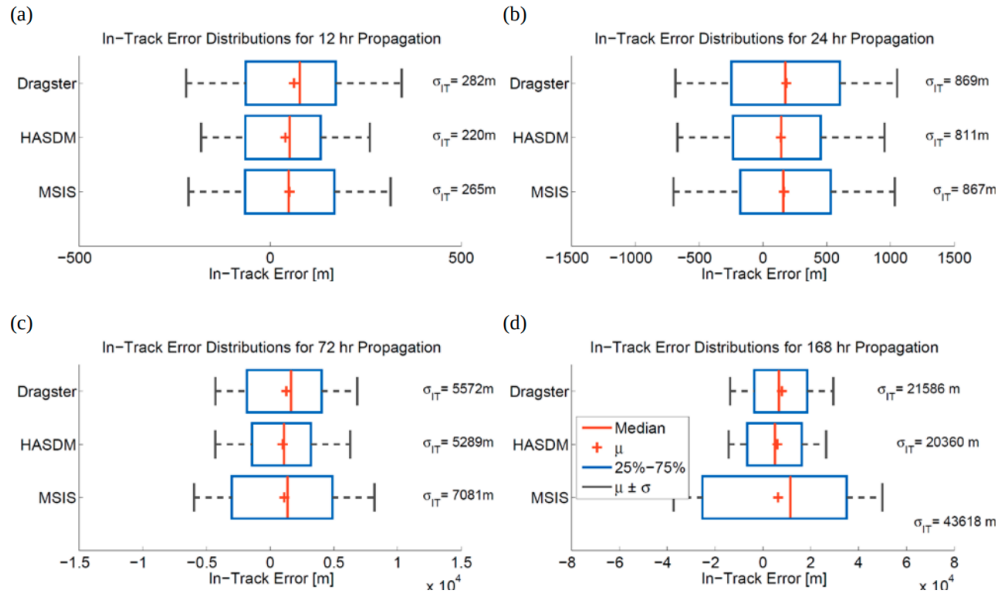 (a)
In−Track Error Distributions for 12 hr Propagation
Dragster
σIT= 282m
HASDM
σIT= 220m
MSIS
σIT= 265m
−500 0 500
In−Track Error [m]
(b)
In−Track Error Distributions for 24 hr Propagation
Dragster
σIT= 869m
HASDM
σIT= 811m
MSIS
σIT= 867m
−1500 −1000 −500 0 500 1000 1500
In−Track Error [m]
(c)
In−Track Error Distributions for 72 hr Propagation
Dragster
σIT= 5572m
HASDM
σIT= 5289m
MSIS
σIT= 7081m
−1.5 −1 −0.5 0 0.5 1 1.5
In−Track Error [m]
x 10^4
(d)
In−Track Error Distributions for 168 hr Propagation
Dragster
σIT= 21586 m
HASDM
σIT= 20360 m
MSIS
σIT= 43618 m
Median
μ
25%−75%
μ ± σ
−8 −6 −4 −2 0 2 4 6 8
In−Track Error [m]
x 10^4